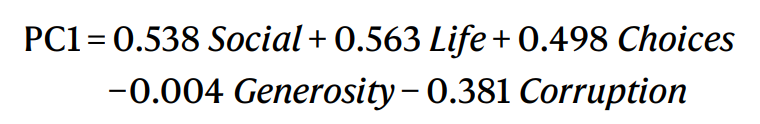 PC1 = 0.538 Social + 0.563 Life + 0.498 Choices
−0.004 Generosity − 0.381 Corruption